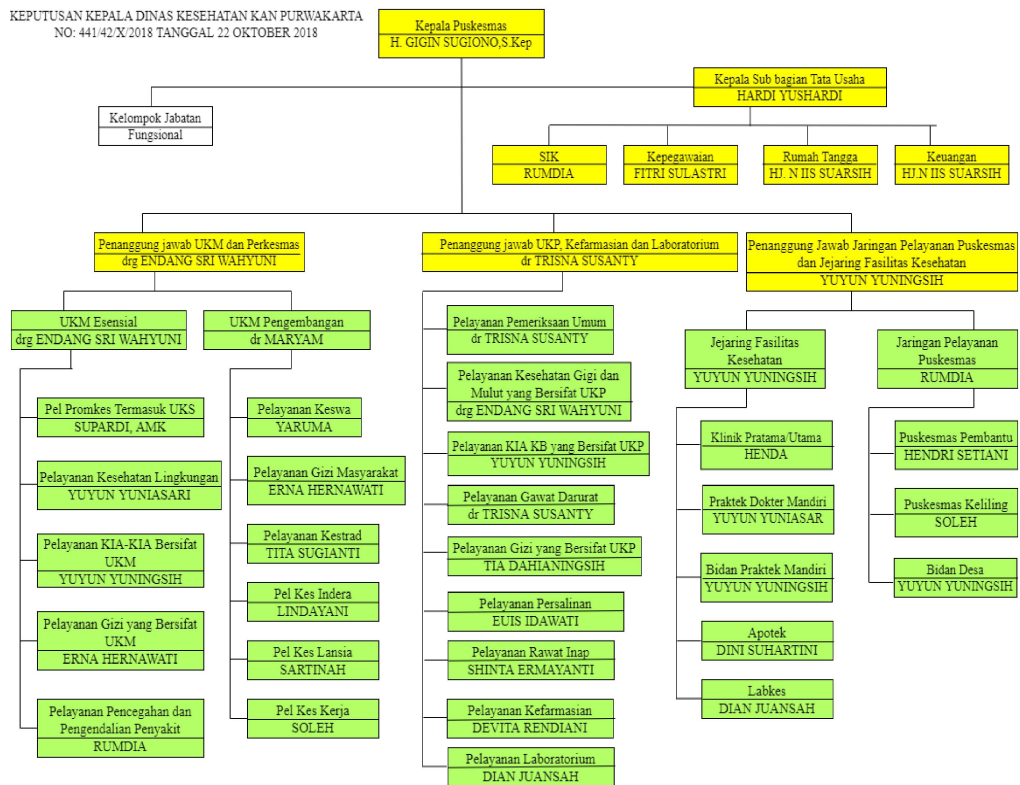 KEPUTUSAN KEPALA DINAS KESEHATAN KAN PURWAKARTA
NO: 441/42/X/2018 TANGGAL 22 OKTOBER 2018
Kepala Puskesmas
H. GIGIN SUGIONO,S.Kep
Kepala Sub bagian Tata Usaha
HARDI YUSHARDI
Kelompok Jabatan
Fungsional
SIK
RUMDIA
Kepegawaian
FITRI SULASTRI
Rumah Tangga
HJ. N IIS SUARSIH
Keuangan
HJ.N IIS SUARSIH
Penanggung jawab UKM dan Perkesmas
drg ENDANG SRI WAHYUNI
Penanggung jawab UKP, Kefarmasian dan Laboratorium
dr TRISNA SUSANTY
Penanggung Jawab Jaringan Pelayanan Puskesmas
dan Jejaring Fasilitas Kesehatan
YUYUN YUNINGSIH
UKM Esensial
drg ENDANG SRI WAHYUNI
Pel Promkes Termasuk UKS
SUPARDI, AMK
Pelayanan Kesehatan Lingkungan
YUYUN YUNIASARI
Pelayanan KIA-KIA Bersifat
UKM
YUYUN YUNINGSIH
Pelayanan Gizi yang Bersifat
UKM
ERNA HERNAWATI
Pelayanan Pencegahan dan
Pengendalian Penyakit
RUMDIA
UKM Pengembangan
dr MARYAM
Pelayanan Keswa
YARUMA
Pelayanan Gizi Masyarakat
ERNA HERNAWATI
Pelayanan Kestrad
TITA SUGIANTI
Pel Kes Indera
LINDAYANI
Pel Kes Lansia
SARTINAH
Pel Kes Kerja
SOLEH
Pelayanan Pemeriksaan Umum
dr TRISNA SUSANTY
Pelayanan Kesehatan Gigi dan
Mulut yang Bersifat UKP
drg ENDANG SRI WAHYUNI
Pelayanan KIA KB yang Bersifat UKP
YUYUN YUNINGSIH
Pelayanan Gawat Darurat
dr TRISNA SUSANTY
Pelayanan Gizi yang Bersifat UKP
TIA DAHIANINGSIH
Pelayanan Persalinan
EUIS IDAWATI
Pelayanan Rawat Inap
SHINTA ERMAYANTI
Pelayanan Kefarmasian
DEVITA RENDIANI
Pelayanan Laboratorium
DIAN JUANSAH
Jejaring Fasilitas
Kesehatan
YUYUN YUNINGSIH
Klinik Pratama/Utama
HENDA
Praktek Dokter Mandiri
YUYUN YUNIASAR
Bidan Praktek Mandiri
YUYUN YUNINGSIH
Apotek
DINI SUHARTINI
Labkes
DIAN JUANSAH
Jaringan Pelayanan
Puskesmas
RUMDIA
Puskesmas Pembantu
HENDRI SETIANI
Puskesmas Keliling
SOLEH
Bidan Desa
YUYUN YUNINGSIH